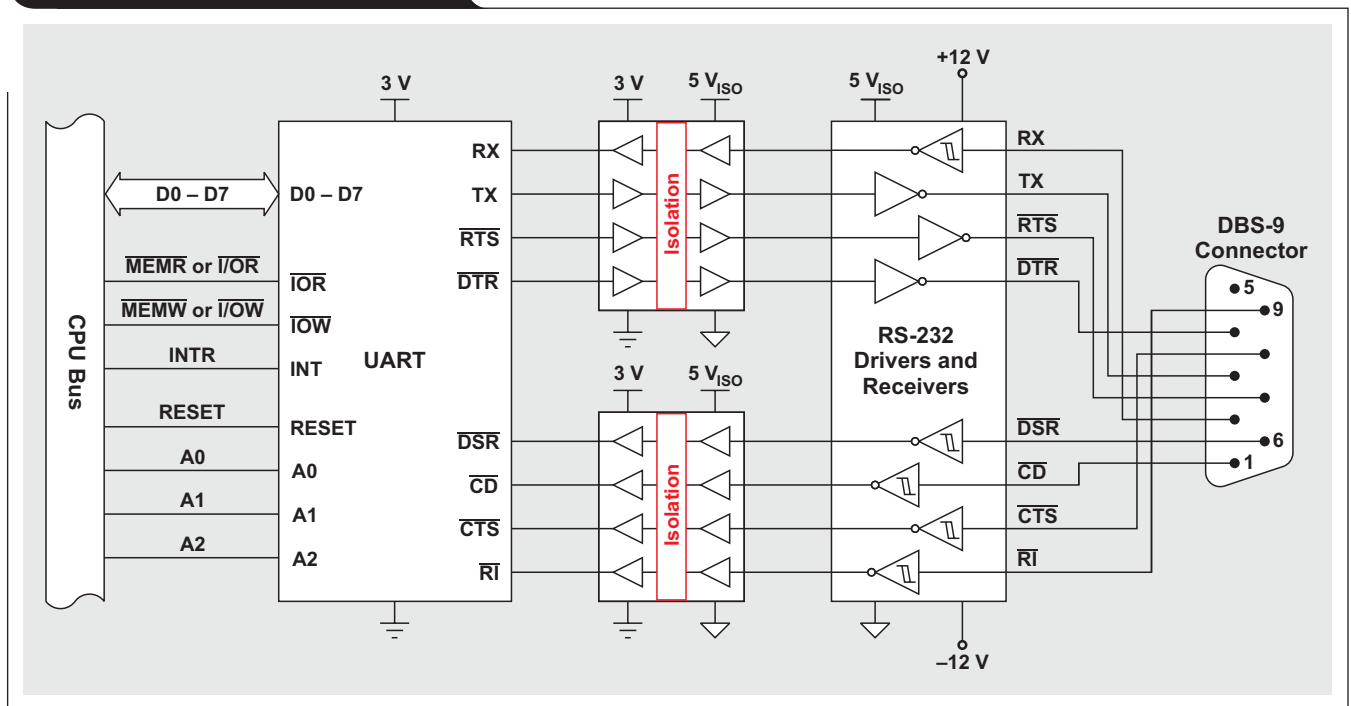 +12 V
3 V
3 V
5 VISO
5 VISO
RX
RX
TX
TX
D0 – D7
D0 – D7
Isolation
RTS
RTS
DBS-9
Connector
MEMR or I/OR
IOR
DTR
DTR
5
9
MEMW or I/OW
IOW
CPU Bus
INTR
INT
UART
RS-232
Drivers and
Receivers
3 V
5 VISO
RESET
RESET
DSR
DSR
6
A0
A0
CD
CD
1
Isolation
A1
A1
CTS
CTS
A2
A2
RI
RI
–12 V